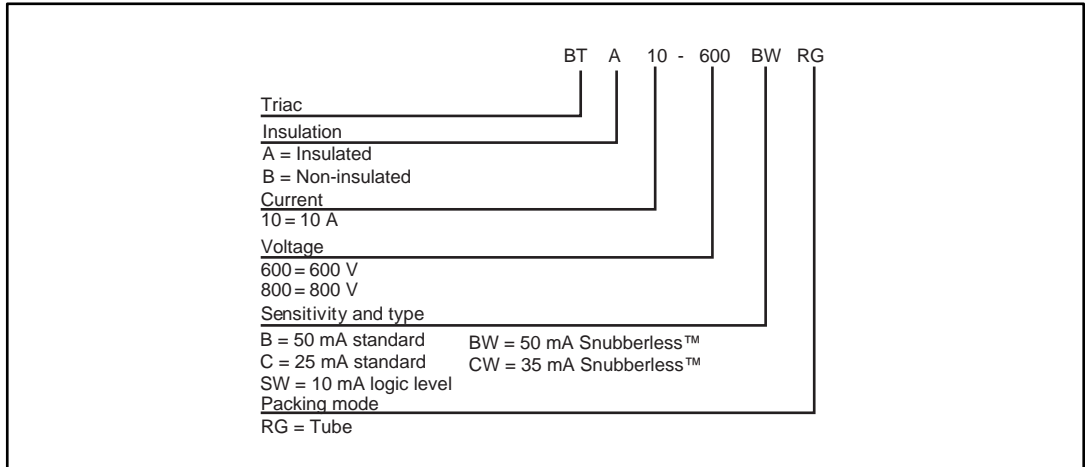 BT A 10 - 600 BW RG
Triac
Insulation
A = Insulated
B = Non-insulated
Current
10 = 10 A
Voltage
600 = 600 V
800 = 800 V
Sensitivity and type
B = 50 mA standard BW = 50 mA Snubberless™
C = 25 mA standard CW = 35 mA Snubberless™
SW = 10 mA logic level
Packing mode
RG = Tube